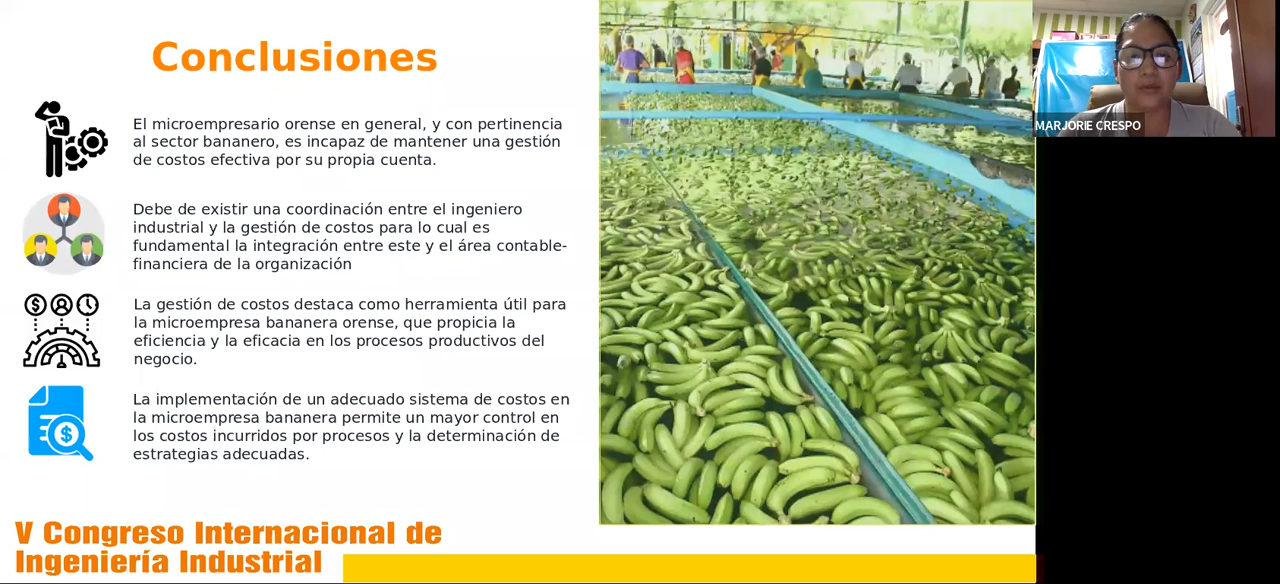 Conclusiones
El microempresario orense en general, y con pertinencia
al sector bananero, es incapaz de mantener una gestión
de costos efectiva por su propia cuenta.
Debe de existir una coordinación entre el ingeniero
industrial y la gestión de costos para lo cual es
fundamental la integración entre este y el área contable-
financiera de la organización
La gestión de costos destaca como herramienta útil para
la microempresa bananera orense, que propicia la
eficiencia y la eficacia en los procesos productivos del
negocio.
La implementación de un adecuado sistema de costos en
la microempresa bananera permite un mayor control en
los costos incurridos por procesos y la determinación de
estrategias adecuadas.
V Congreso Internacional de
Ingeniería Industrial
MARJORIE CRESPO